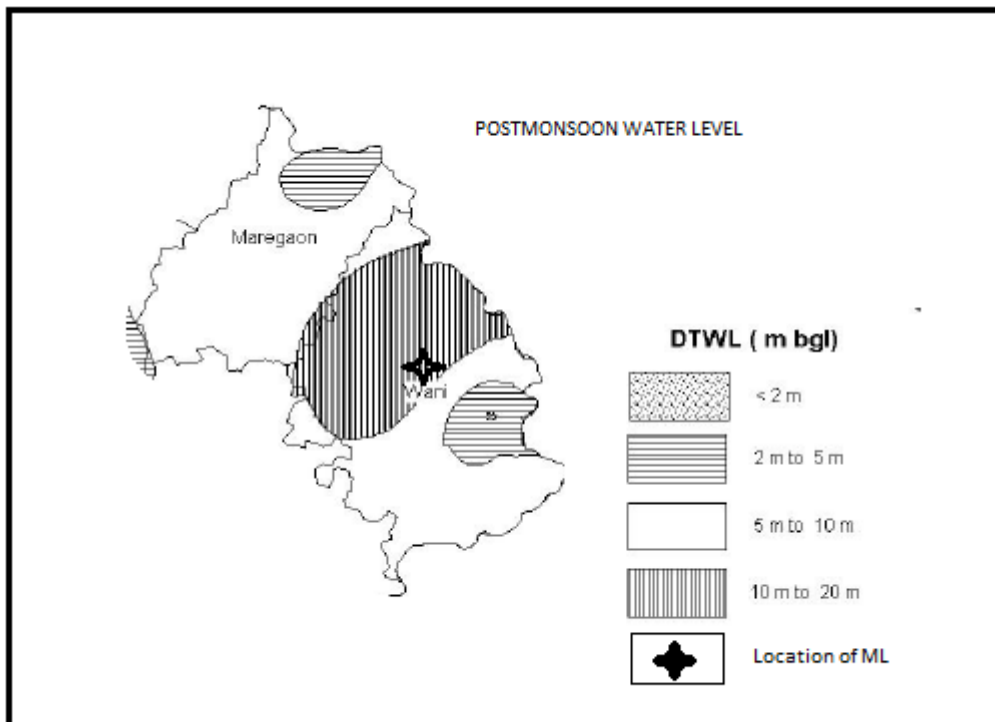 POSTMONSOON WATER LEVEL
Maregaon
Wani
DTWL ( m bgl)
< 2 m
2 m to 5 m
5 m to 10 m
10 m to 20 m
Location of ML